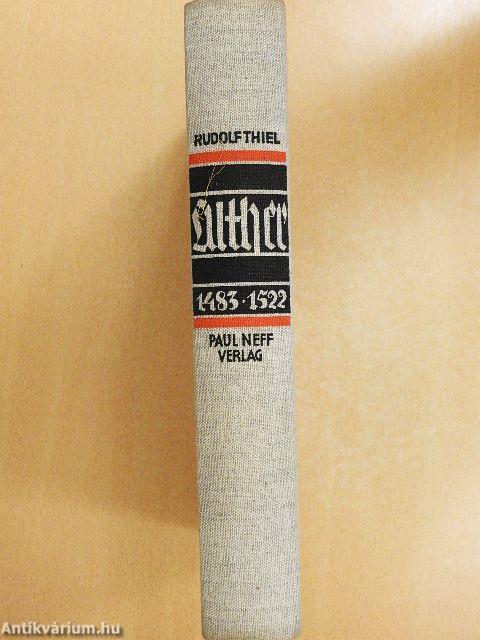 RUDOLF THIEL
Luther
1483·1522
PAUL NEFF
VERLAG
Antikvárium.hu